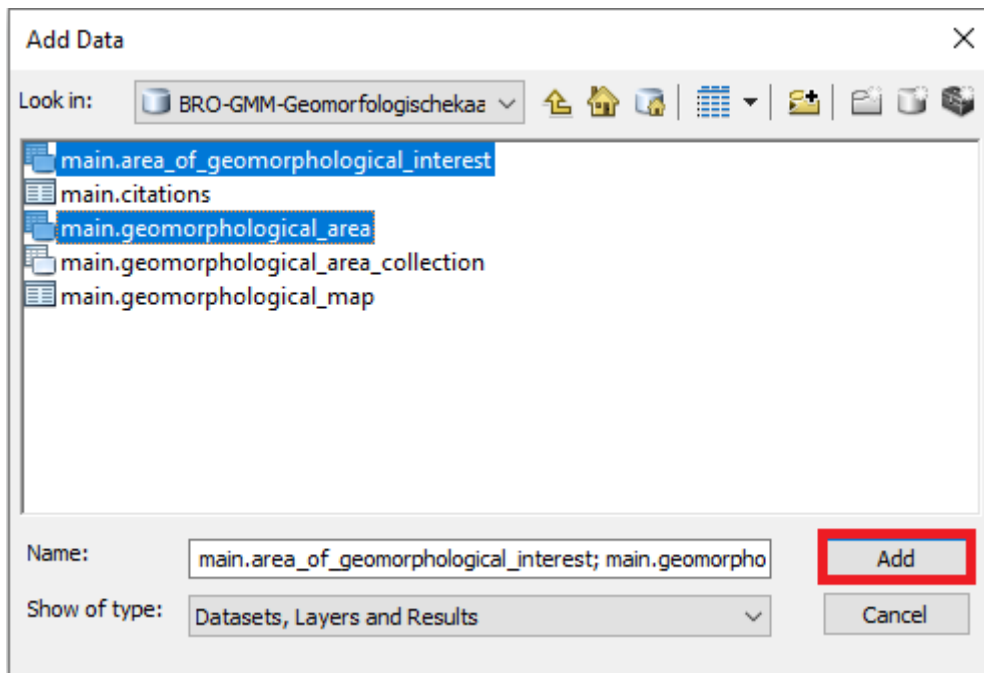 Add Data
Look in: BRO-GMM-Geomorfologischekaa
main.area_of_geomorphological_interest
main.citations
main.geomorphological_area
main.geomorphological_area_collection
main.geomorphological_map
Name: main.area_of_geomorphological_interest; main.geomorpho Add
Show of type: Datasets, Layers and Results Cancel